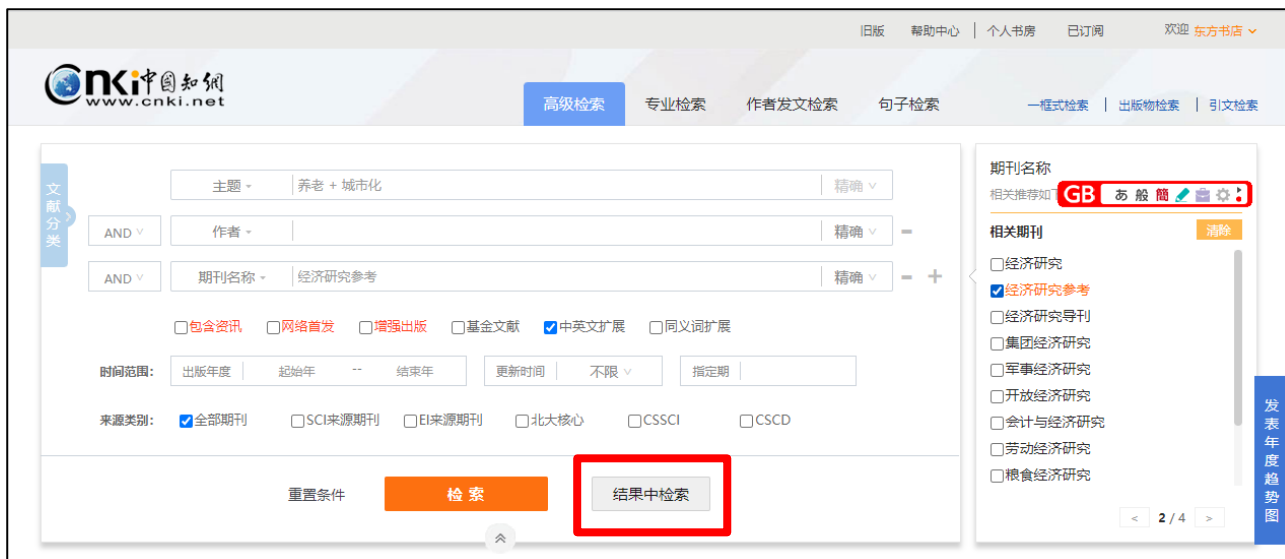 旧版 帮助中心 个人书房 已订阅 欢迎 东方书店
Cnki中国知网
www.cnki.net
高级检索 专业检索 作者发文检索 句子检索 一框式检索 出版物检索 引文检索
文献分类
主题 养老 + 城市化 精确
AND 作者 精确 -
AND 期刊名称 经济研究参考 精确 - +
包含资讯 网络首发 增强出版 基金文献 中英文扩展 同义词扩展
时间范围: 出版年度 起始年 -- 结束年 更新时间 不限 指定期
来源类别: 全部期刊 SCI来源期刊 EI来源期刊 北大核心 CSSCI CSCD
重置条件 检索 结果中检索
期刊名称
相关推荐如下
GB あ 般 簡
相关期刊 清除
经济研究
经济研究参考
经济研究导刊
集团经济研究
军事经济研究
开放经济研究
会计与经济研究
劳动经济研究
粮食经济研究
< 2 / 4 >
发表年度趋势图